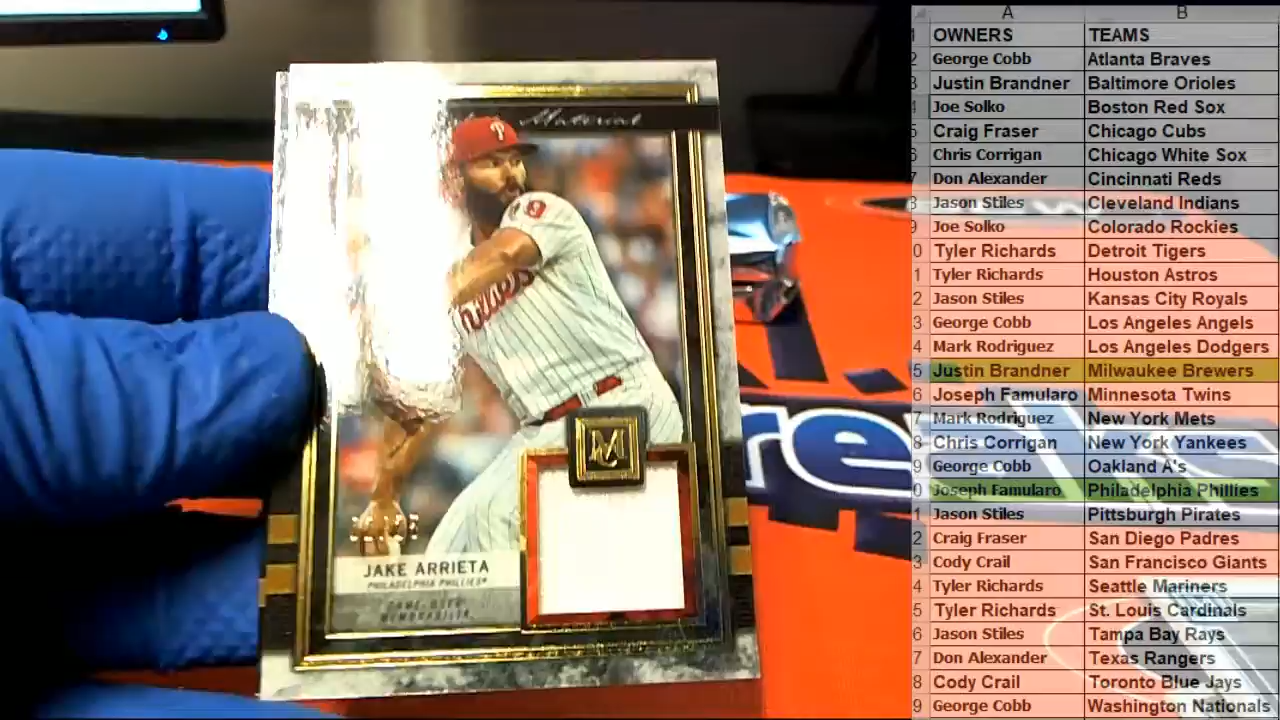 Material
P
Phillies
M
JAKE ARRIETA
PHILADELPHIA PHILLIES
GAME-USED
MEMORABILIA
re
A B
1 OWNERS TEAMS
2 George Cobb Atlanta Braves
3 Justin Brandner Baltimore Orioles
4 Joe Solko Boston Red Sox
5 Craig Fraser Chicago Cubs
6 Chris Corrigan Chicago White Sox
7 Don Alexander Cincinnati Reds
8 Jason Stiles Cleveland Indians
9 Joe Solko Colorado Rockies
0 Tyler Richards Detroit Tigers
1 Tyler Richards Houston Astros
2 Jason Stiles Kansas City Royals
3 George Cobb Los Angeles Angels
4 Mark Rodriguez Los Angeles Dodgers
5 Justin Brandner Milwaukee Brewers
6 Joseph Famularo Minnesota Twins
7 Mark Rodriguez New York Mets
8 Chris Corrigan New York Yankees
9 George Cobb Oakland A's
0 Joseph Famularo Philadelphia Phillies
1 Jason Stiles Pittsburgh Pirates
2 Craig Fraser San Diego Padres
3 Cody Crail San Francisco Giants
4 Tyler Richards Seattle Mariners
5 Tyler Richards St. Louis Cardinals
6 Jason Stiles Tampa Bay Rays
7 Don Alexander Texas Rangers
8 Cody Crail Toronto Blue Jays
9 George Cobb Washington Nationals